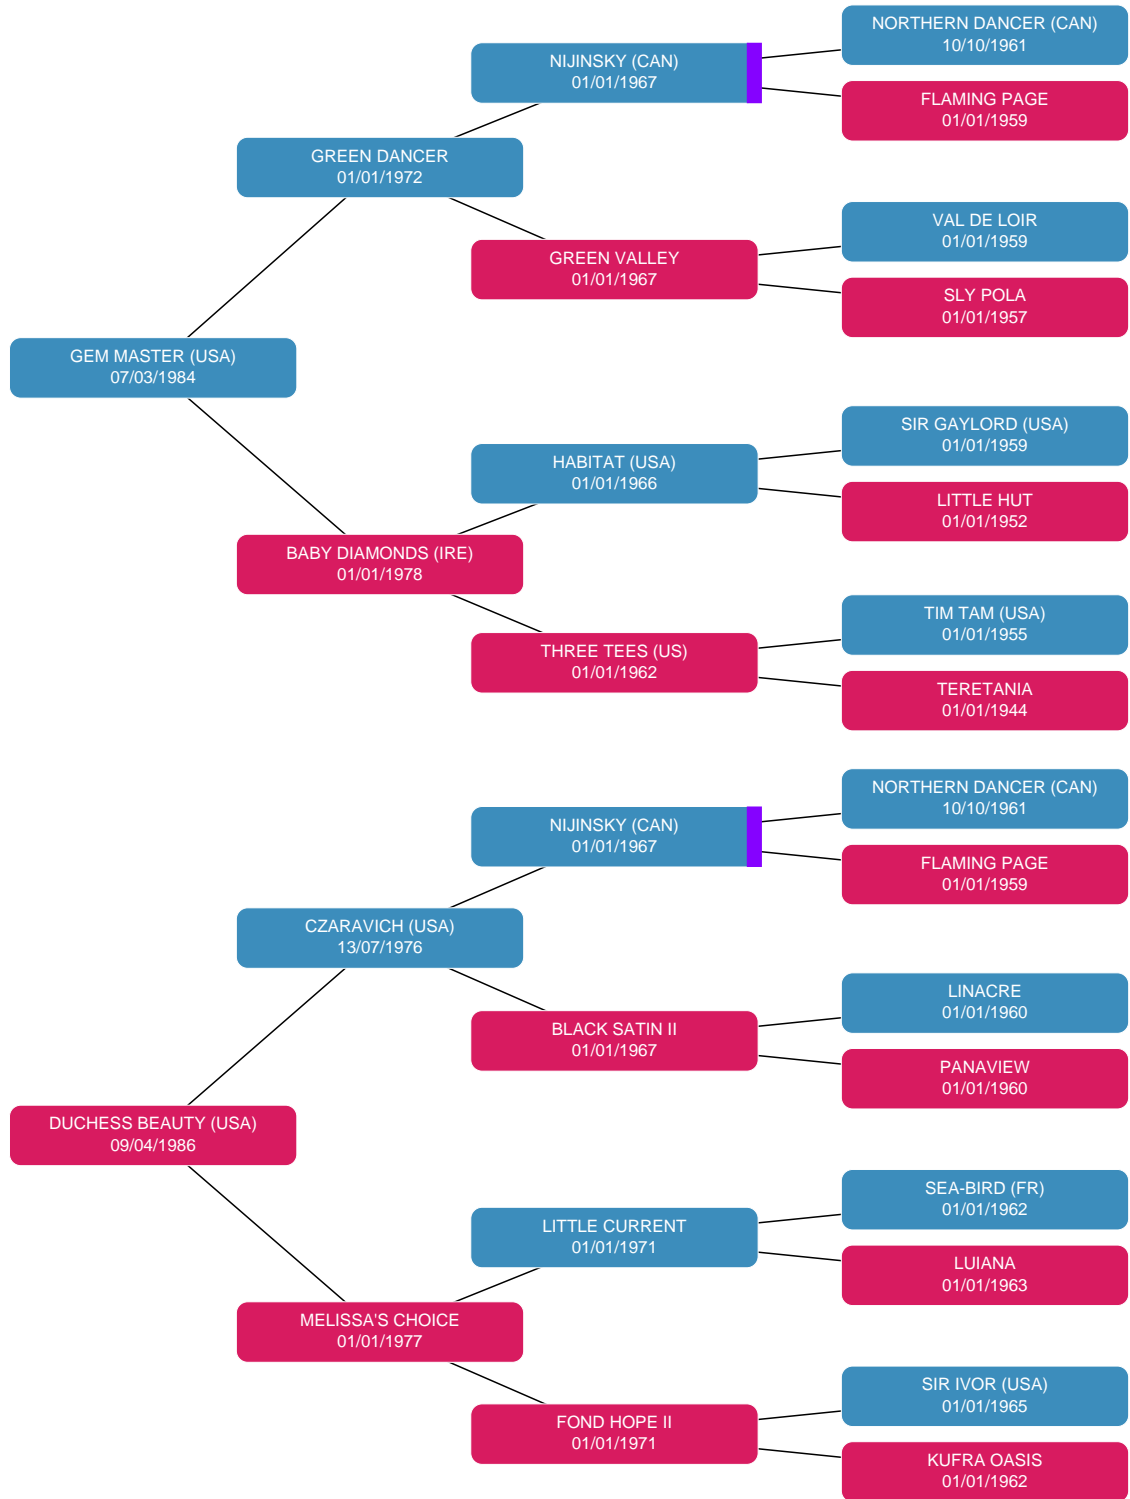 NORTHERN DANCER (CAN)
10/10/1961
NIJINSKY (CAN)
01/01/1967
FLAMING PAGE
01/01/1959
GREEN DANCER
01/01/1972
VAL DE LOIR
01/01/1959
GREEN VALLEY
01/01/1967
SLY POLA
01/01/1957
GEM MASTER (USA)
07/03/1984
SIR GAYLORD (USA)
01/01/1959
HABITAT (USA)
01/01/1966
LITTLE HUT
01/01/1952
BABY DIAMONDS (IRE)
01/01/1978
TIM TAM (USA)
01/01/1955
THREE TEES (US)
01/01/1962
TERETANIA
01/01/1944
NORTHERN DANCER (CAN)
10/10/1961
NIJINSKY (CAN)
01/01/1967
FLAMING PAGE
01/01/1959
CZARAVICH (USA)
13/07/1976
LINACRE
01/01/1960
BLACK SATIN II
01/01/1967
PANAVIEW
01/01/1960
DUCHESS BEAUTY (USA)
09/04/1986
SEA-BIRD (FR)
01/01/1962
LITTLE CURRENT
01/01/1971
LUIANA
01/01/1963
MELISSA'S CHOICE
01/01/1977
SIR IVOR (USA)
01/01/1965
FOND HOPE II
01/01/1971
KUFRA OASIS
01/01/1962